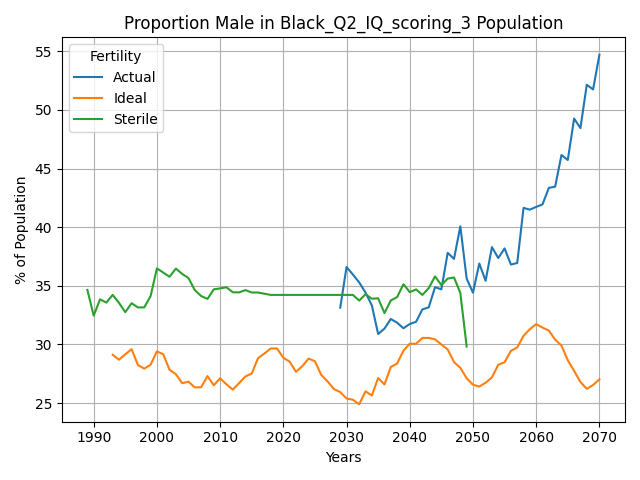 Proportion Male in Black_Q2_IQ_scoring_3 Population
Fertility
Actual
Ideal
Sterile
% of Population
55
50
45
40
35
30
25
1990 2000 2010 2020 2030 2040 2050 2060 2070
Years